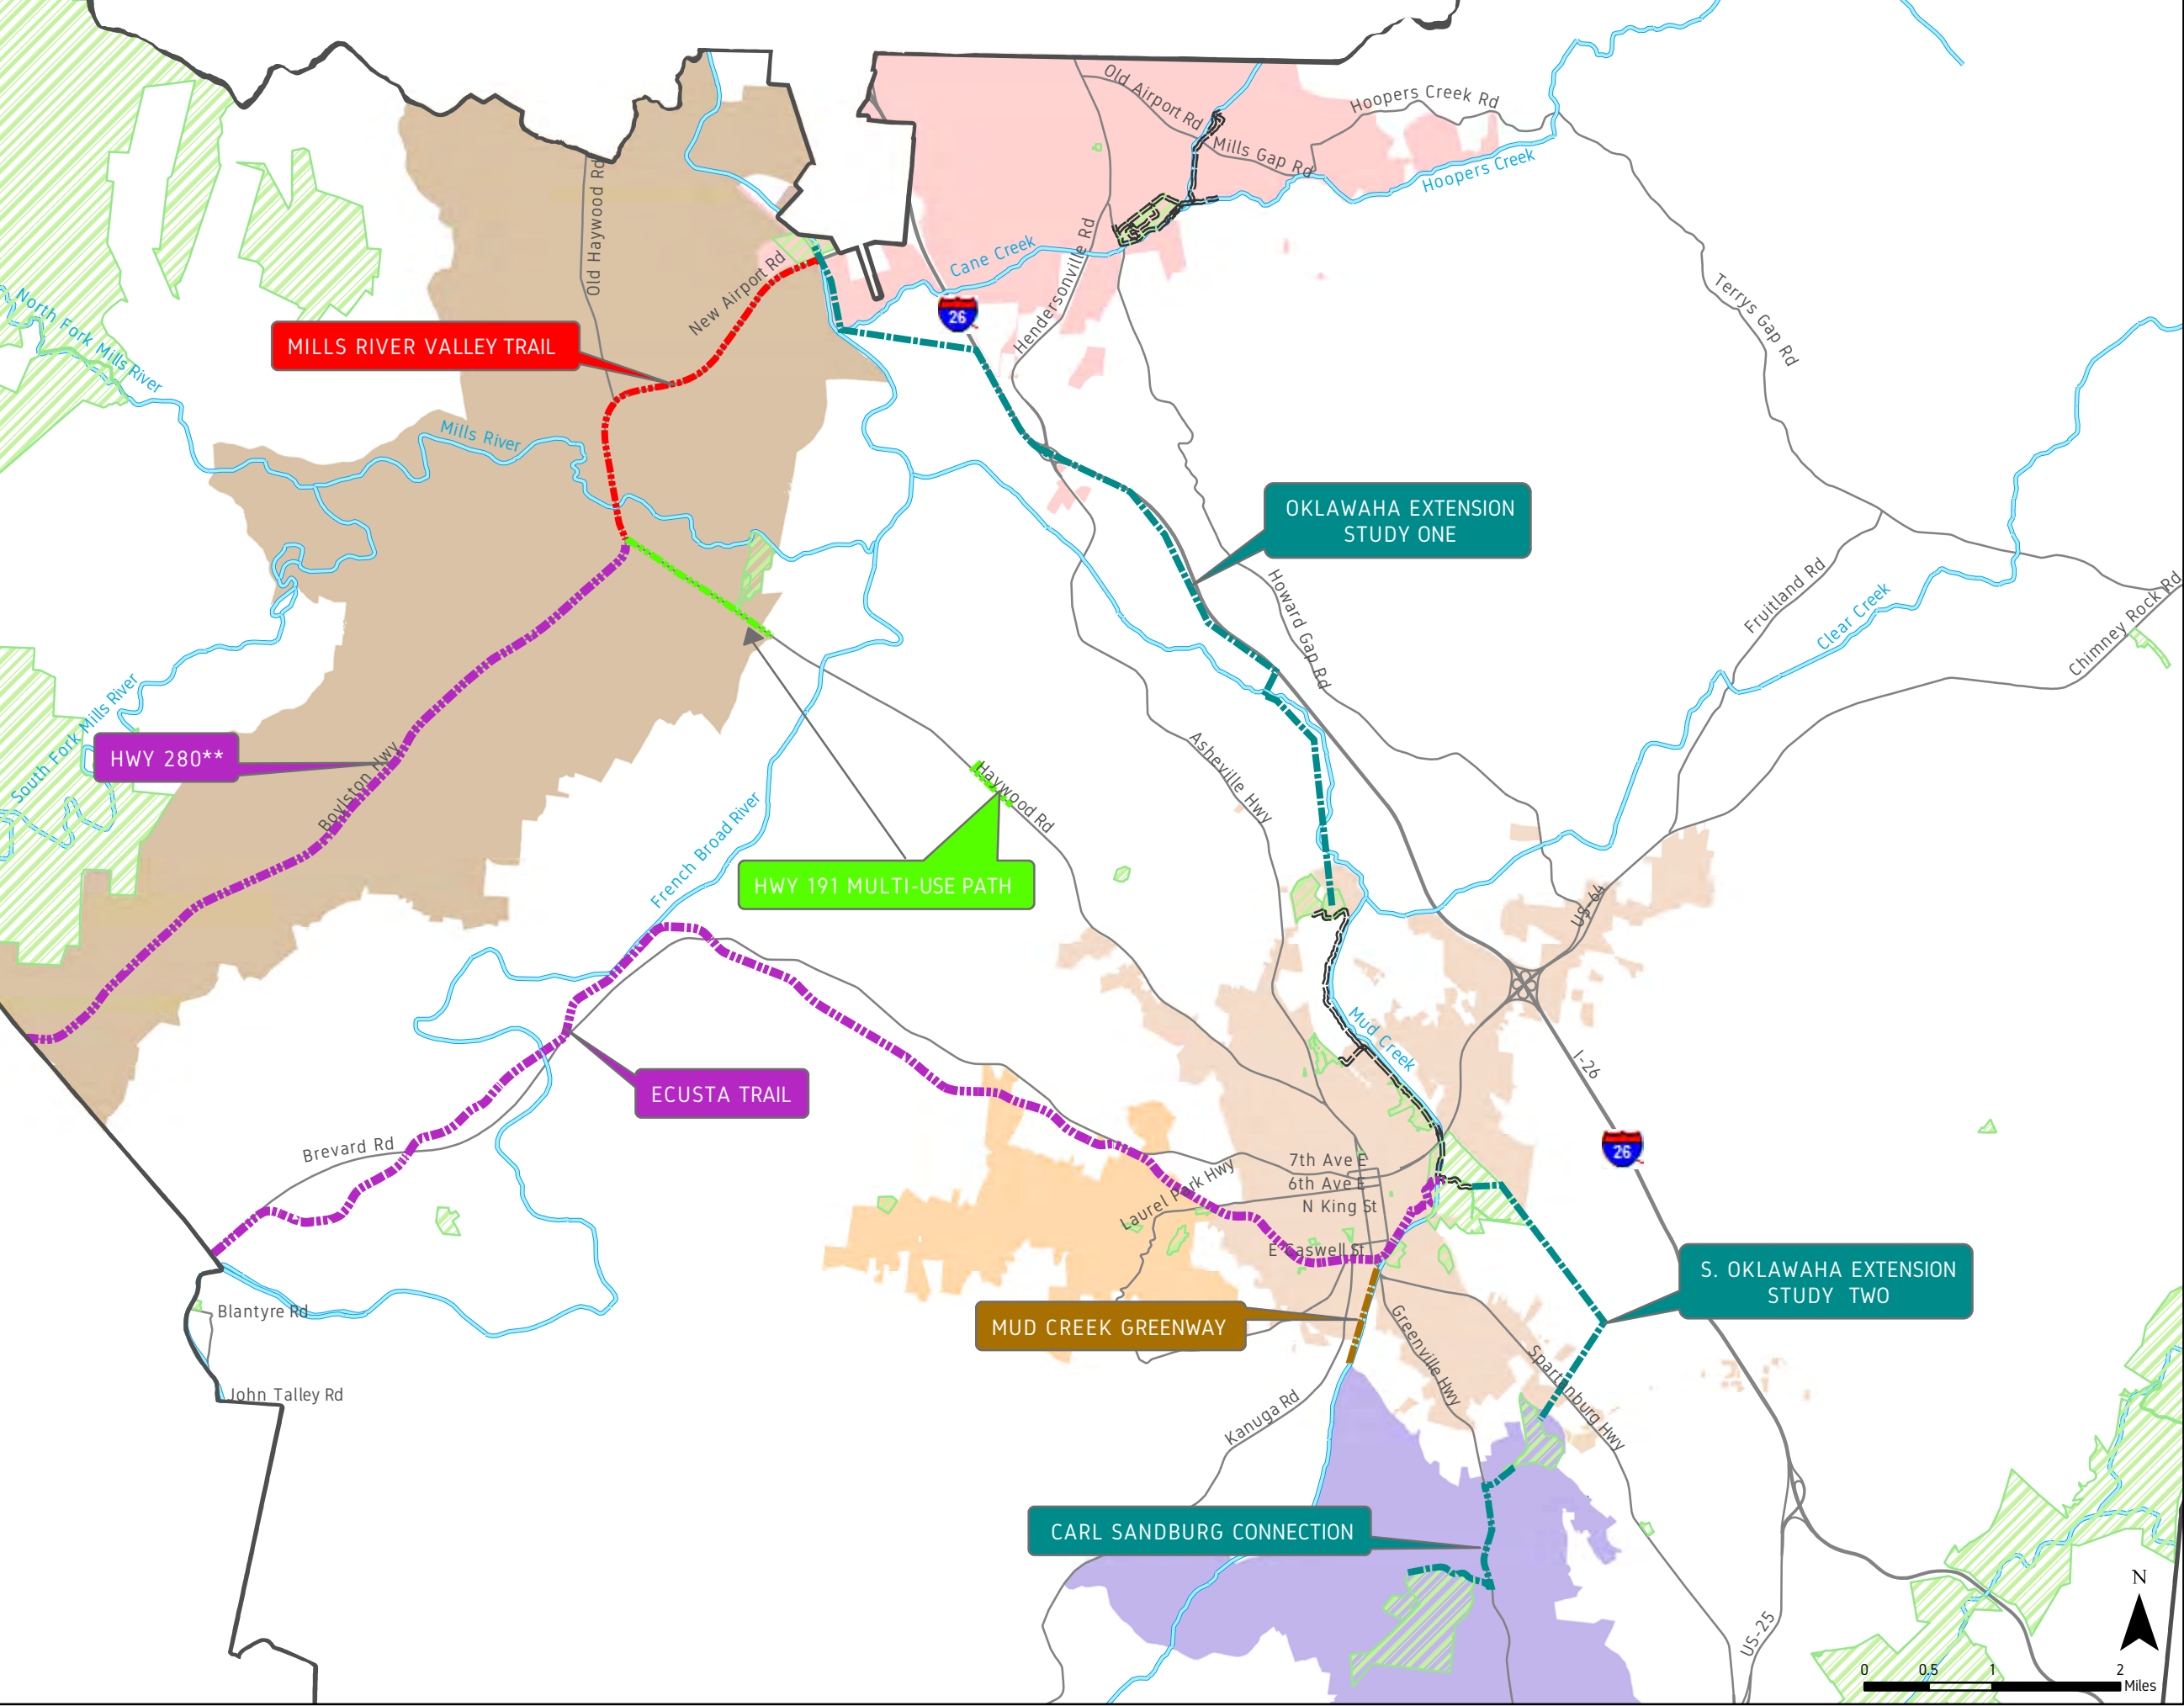 Old Airport Rd
Hoopers Creek Rd
Mills Gap Rd
Hoopers Creek
Old Haywood Rd
New Airport Rd
Cane Creek
Hendersonville Rd
26
Terrys Gap Rd
North Fork Mills River
MILLS RIVER VALLEY TRAIL
Mills River
OKLAWAHA EXTENSION
STUDY ONE
Howard Gap Rd
Fruitland Rd
Clear Creek
Chimney Rock Rd
South Fork Mills River
HWY 280**
Boylston Hwy
Asheville Hwy
Haywood Rd
French Broad River
HWY 191 MULTI-USE PATH
US-64
Mud Creek
I-26
ECUSTA TRAIL
Brevard Rd
26
7th Ave E
6th Ave E
Laurel Park Hwy
N King St
E Caswell St
S. OKLAWAHA EXTENSION
STUDY TWO
Blantyre Rd
MUD CREEK GREENWAY
Greenville Hwy
Spartanburg Hwy
John Talley Rd
Kanuga Rd
CARL SANDBURG CONNECTION
US-25
N
0 0.5 1 2
Miles